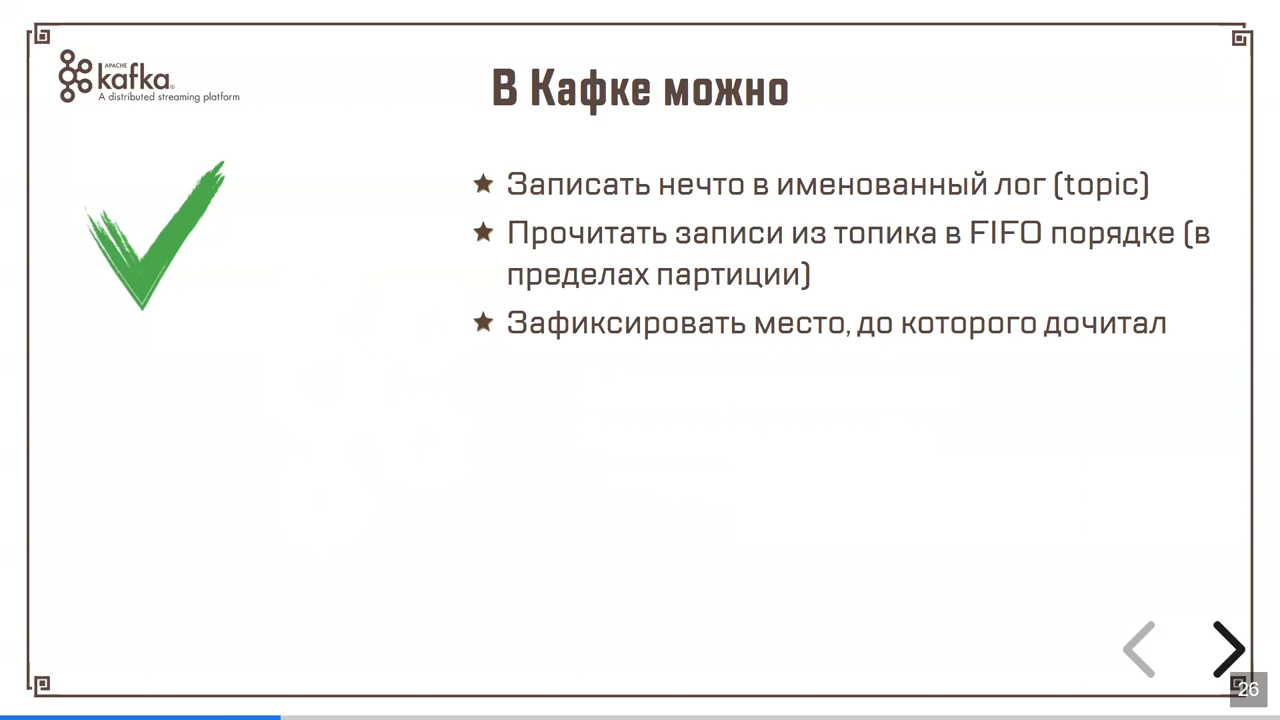 APACHE
kafka®
A distributed streaming platform
В Кафке можно
Записать нечто в именованный лог (topic)
Прочитать записи из топика в FIFO порядке (в
пределах партиции)
Зафиксировать место, до которого дочитал
26